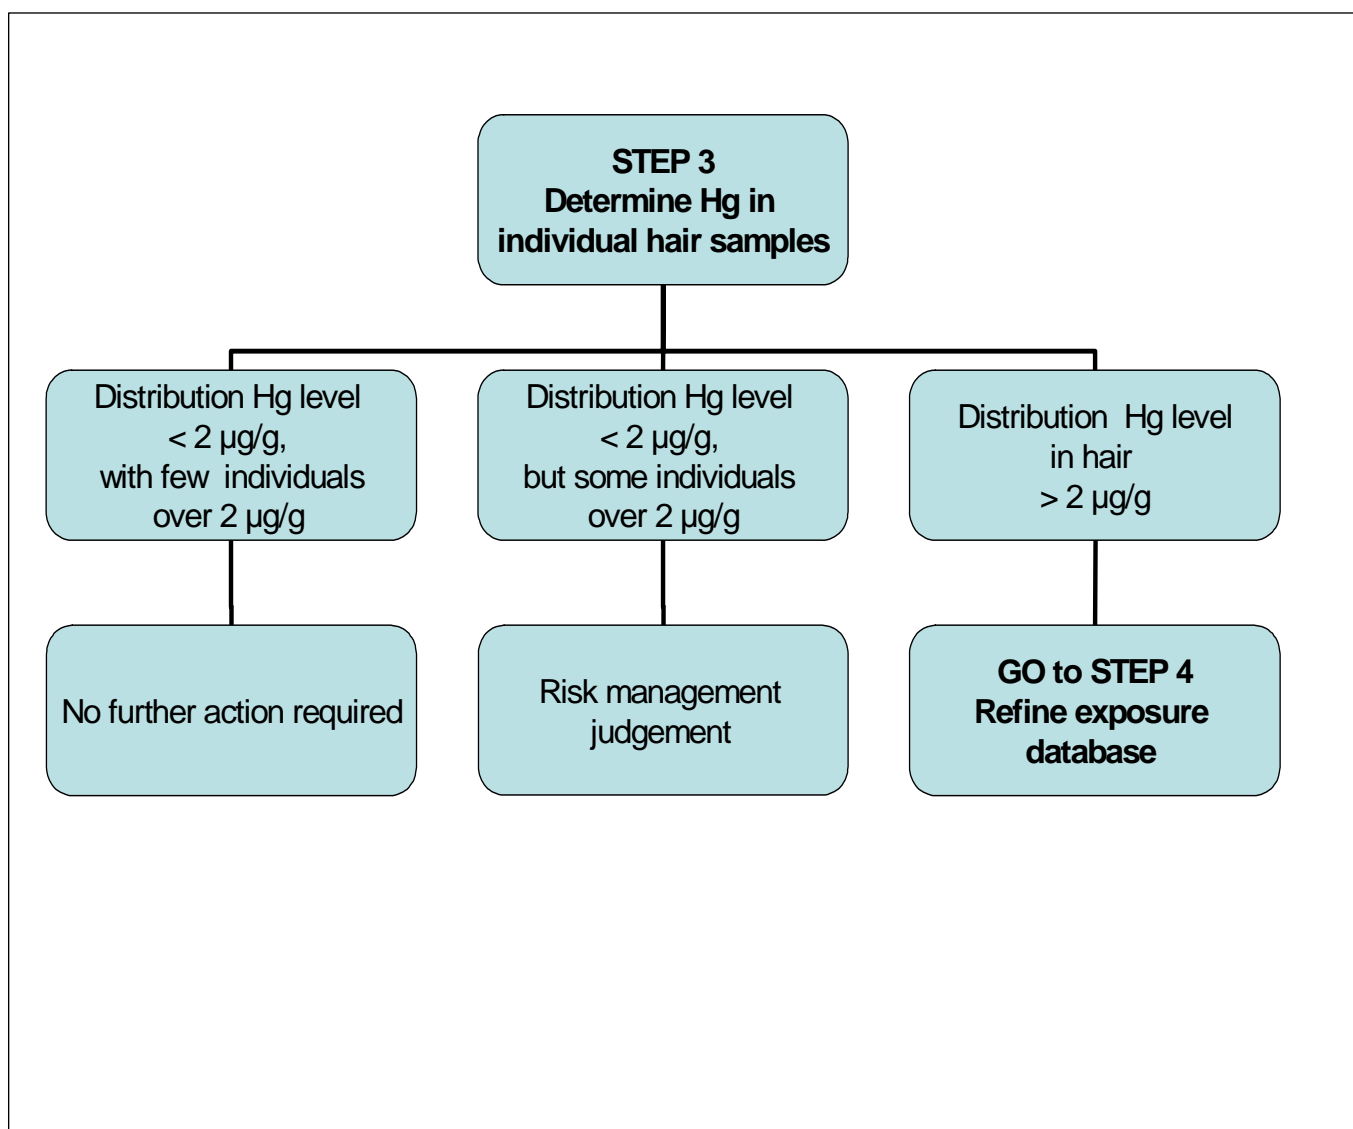 STEP 3
Determine Hg in
individual hair samples
Distribution Hg level
< 2 µg/g,
with few individuals
over 2 µg/g
Distribution Hg level
< 2 µg/g,
but some individuals
over 2 µg/g
Distribution Hg level
in hair
> 2 µg/g
No further action required
Risk management
judgement
GO to STEP 4
Refine exposure
database